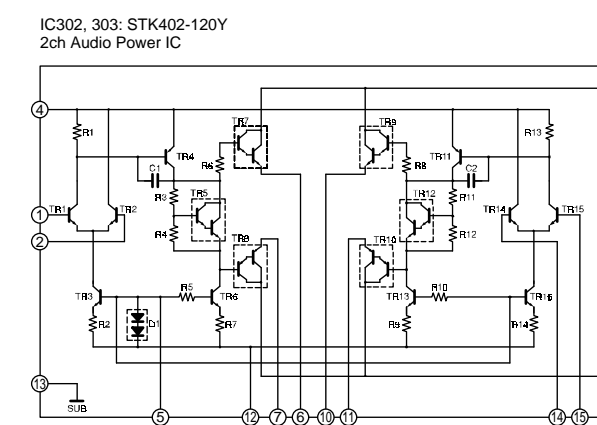 IC302, 303: STK402-120Y
2ch Audio Power IC
TR7 TR9
4
R1 R13
TR4 R6 R8 TR11
C1 C2
R3 TR5 TR12 R11
1 TR1 TR2 TR14 TR15
2 R4 R12
TR8 TR10
R5 R10
TR3 TR6 TR13 TR16
R2 D1 R7 R9 R14
13
SUB
5 12 7 6 10 11 14 15